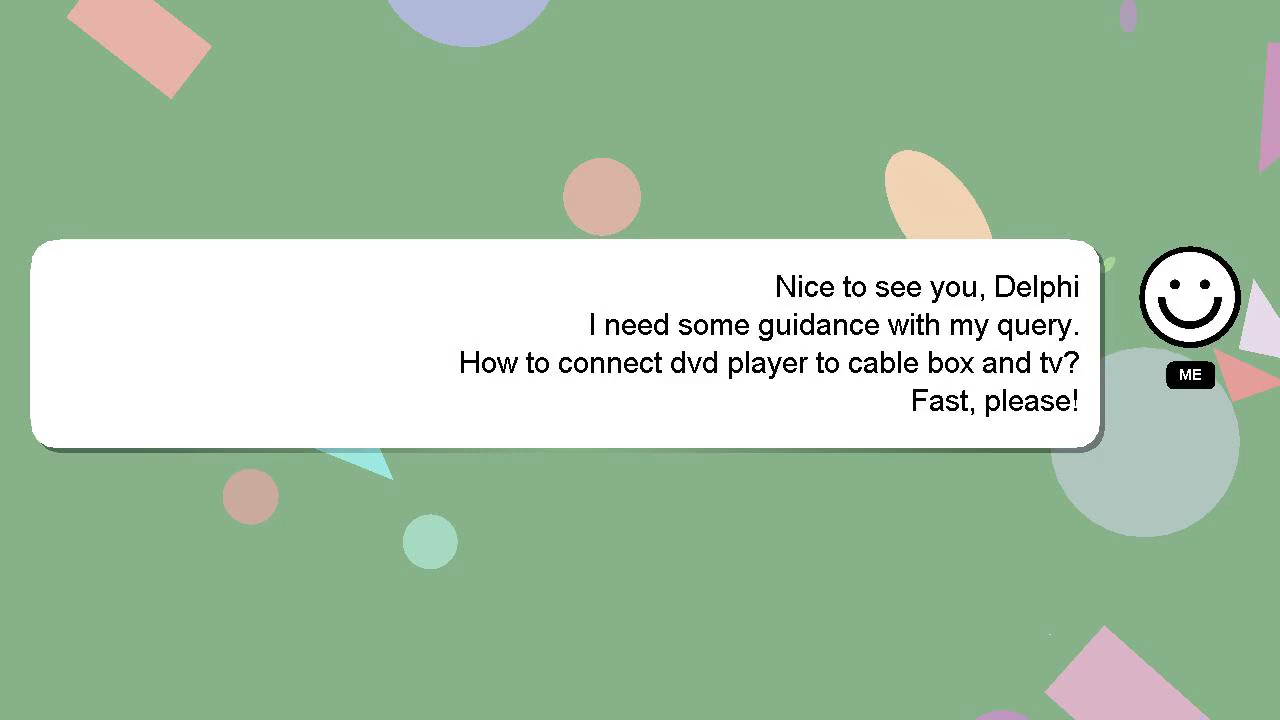 Nice to see you, Delphi
I need some guidance with my query.
How to connect dvd player to cable box and tv?
Fast, please!
ME